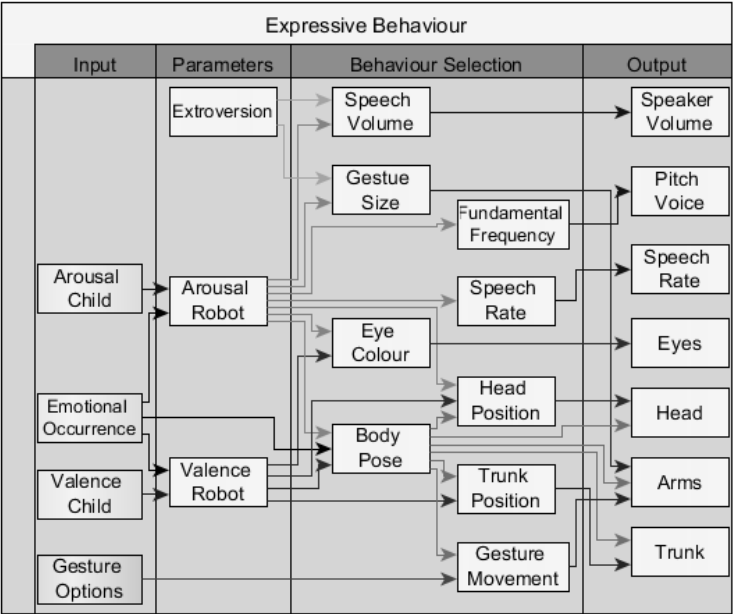 Expressive Behaviour
Input
Parameters
Behaviour Selection
Output
Extroversion
Speech
Volume
Speaker
Volume
Gestue
Size
Pitch
Voice
Fundamental
Frequency
Arousal
Child
Arousal
Robot
Speech
Rate
Speech
Rate
Eye
Colour
Eyes
Emotional
Occurrence
Head
Position
Head
Body
Pose
Valence
Child
Valence
Robot
Trunk
Position
Arms
Gesture
Options
Gesture
Movement
Trunk